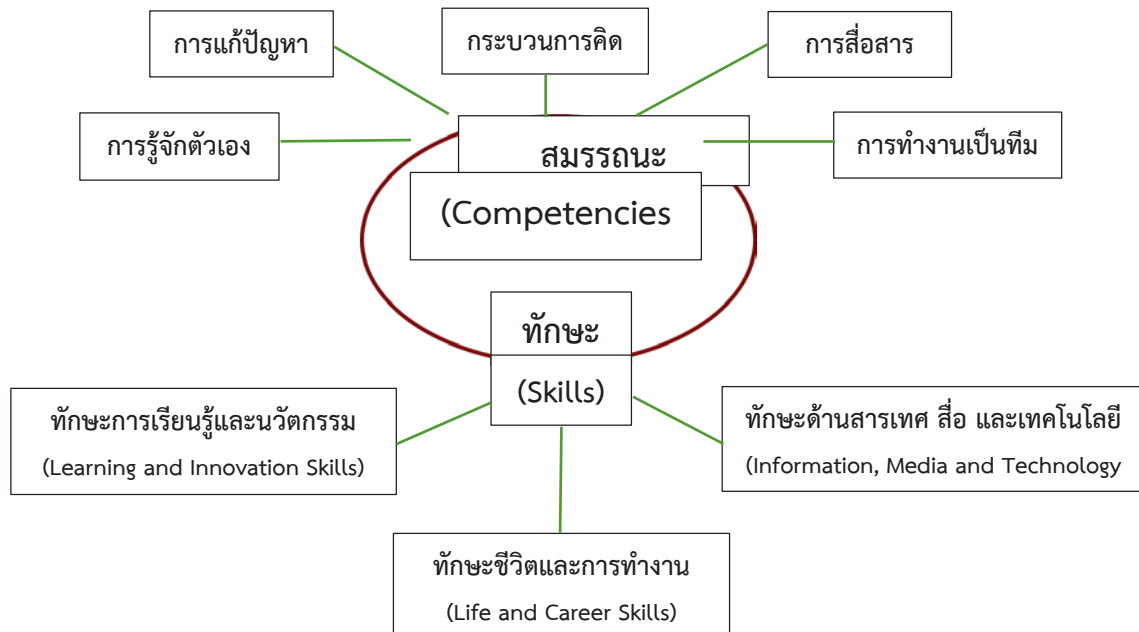 การแก้ปัญหา
กระบวนการคิด
การสื่อสาร
การรู้จักตัวเอง
สมรรถนะ
การทำงานเป็นทีม
(Competencies
ทักษะ
(Skills)
ทักษะการเรียนรู้และนวัตกรรม
(Learning and Innovation Skills)
ทักษะด้านสารเทศ สื่อ และเทคโนโลยี
(Information, Media and Technology
ทักษะชีวิตและการทำงาน
(Life and Career Skills)